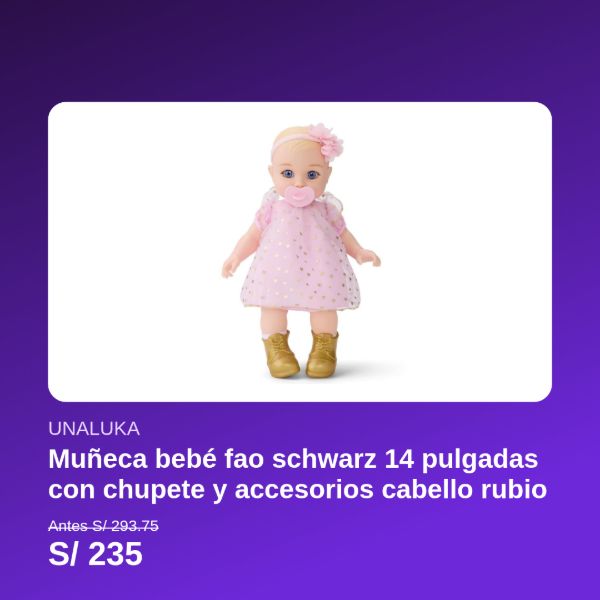 UNALUKA
Muñeca bebé fao schwarz 14 pulgadas
con chupete y accesorios cabello rubio
Antes S/ 293.75
S/ 235